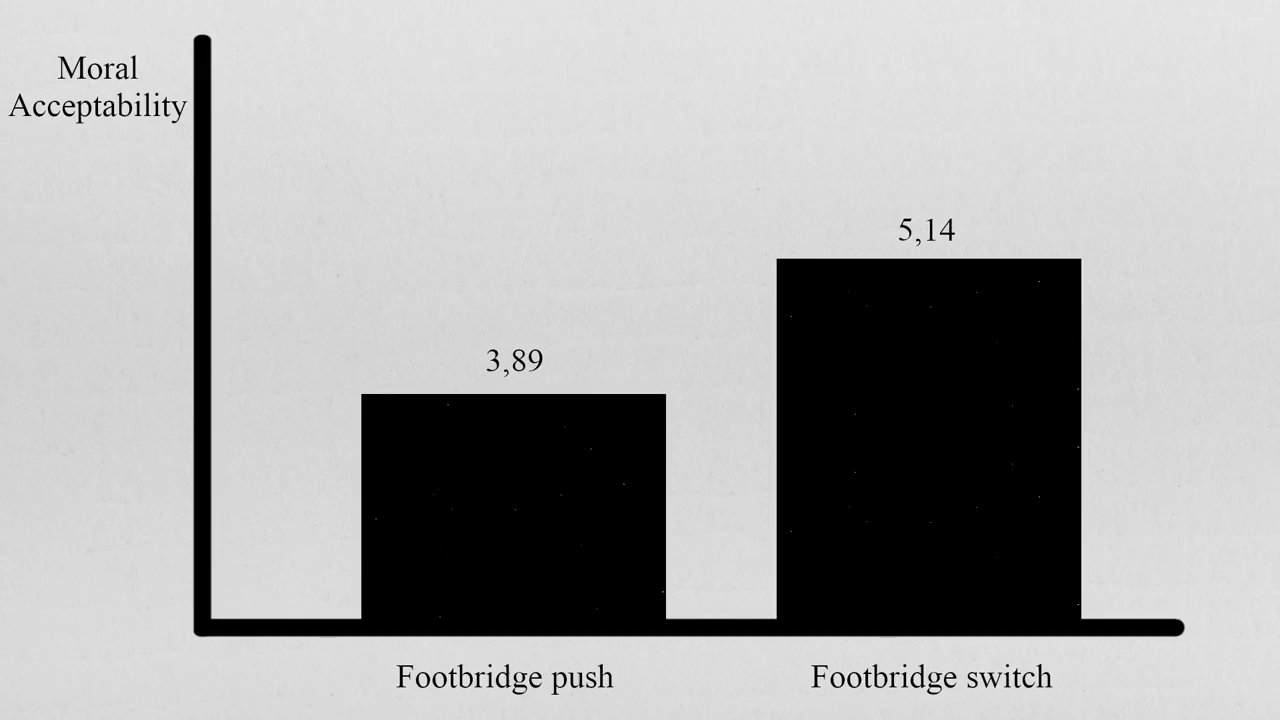 Moral
Acceptability
5,14
3,89
Footbridge push
Footbridge switch